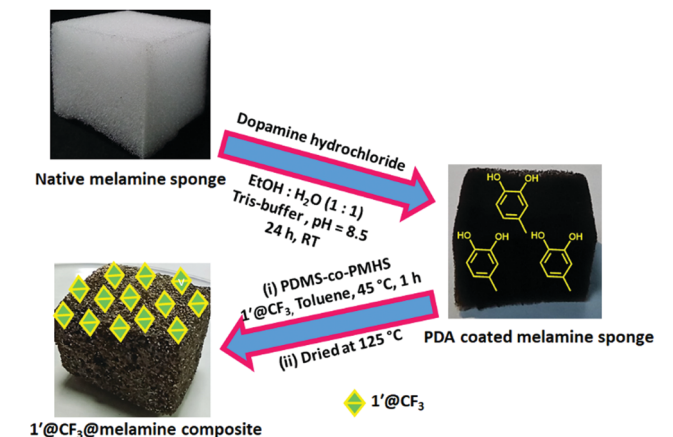 Native melamine sponge
Dopamine hydrochloride
EtOH : H₂O (1 : 1)
Tris-buffer , pH = 8.5
24 h, RT
OH
HO
HO
OH
HO
OH
PDA coated melamine sponge
(i) PDMS-co-PMHS
1'@CF₃, Toluene, 45 °C, 1 h
(ii) Dried at 125 °C
1'@CF₃
1'@CF₃@melamine composite